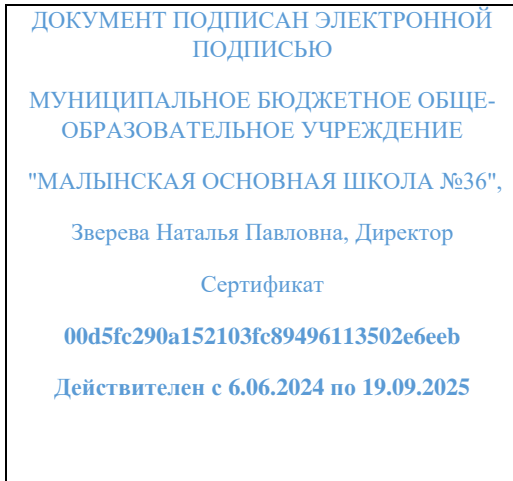 ДОКУМЕНТ ПОДПИСАН ЭЛЕКТРОННОЙ
ПОДПИСЬЮ
МУНИЦИПАЛЬНОЕ БЮДЖЕТНОЕ ОБЩЕ-
ОБРАЗОВАТЕЛЬНОЕ УЧРЕЖДЕНИЕ
"МАЛЫНСКАЯ ОСНОВНАЯ ШКОЛА №36",
Зверева Наталья Павловна, Директор
Сертификат
00d5fc290a152103fc89496113502e6eeb
Действителен с 6.06.2024 по 19.09.2025